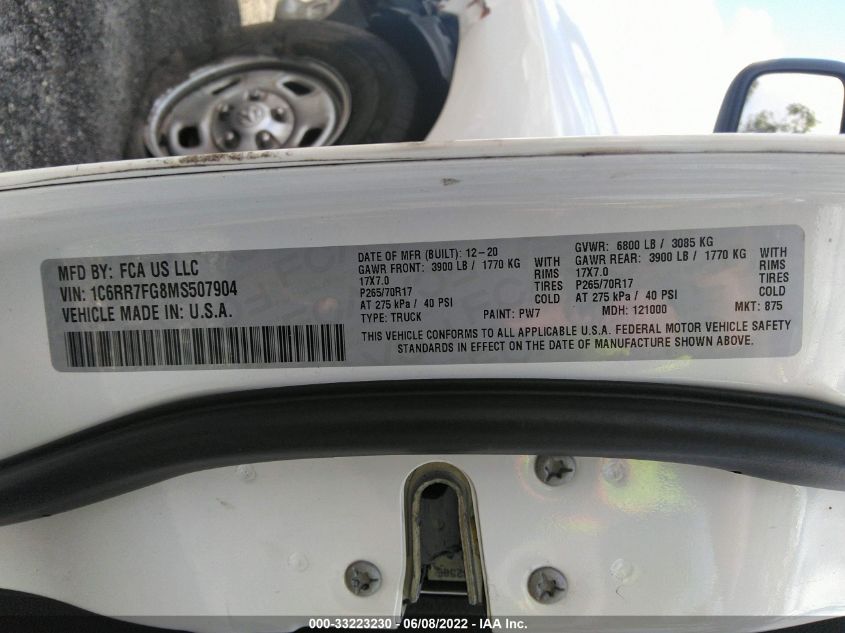 MFD BY: FCA US LLC
VIN: 1C6RR7FG8MS507904
VEHICLE MADE IN: U.S.A.
DATE OF MFR (BUILT): 12-20
GAWR FRONT: 3900 LB / 1770 KG WITH
17X7.0 RIMS
P265/70R17 TIRES
AT 275 kPa / 40 PSI COLD
TYPE: TRUCK PAINT: PW7
GVWR: 6800 LB / 3085 KG
GAWR REAR: 3900 LB / 1770 KG WITH
17X7.0 RIMS
P265/70R17 TIRES
AT 275 kPa / 40 PSI COLD
MDH: 121000 MKT: 875
THIS VEHICLE CONFORMS TO ALL APPLICABLE U.S.A. FEDERAL MOTOR VEHICLE SAFETY
STANDARDS IN EFFECT ON THE DATE OF MANUFACTURE SHOWN ABOVE.
000-33223230 - 06/08/2022 - IAA Inc.